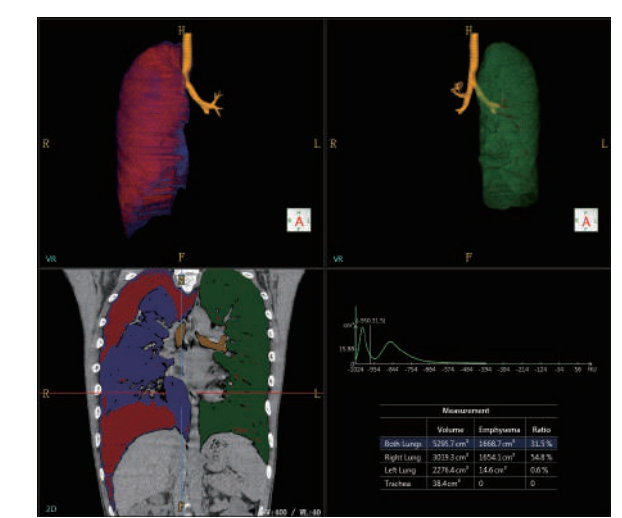 H
H
R
L
R
L
A
A
VR
F
VR
F
R
L
2D
-1024 -934 -844 -754 -664 -574 -484 -394 -304 -214 -124 -34 56 HU
Measurement
Volume Emphysema Ratio
Both Lungs 5295.7 cm³ 1668.7 cm³ 31.5 %
Right Lung 3019.3 cm³ 1654.1 cm³ 54.8 %
Left Lung 2276.4 cm³ 14.6 cm³ 0.6 %
Trachea 38.4 cm³ 0 0